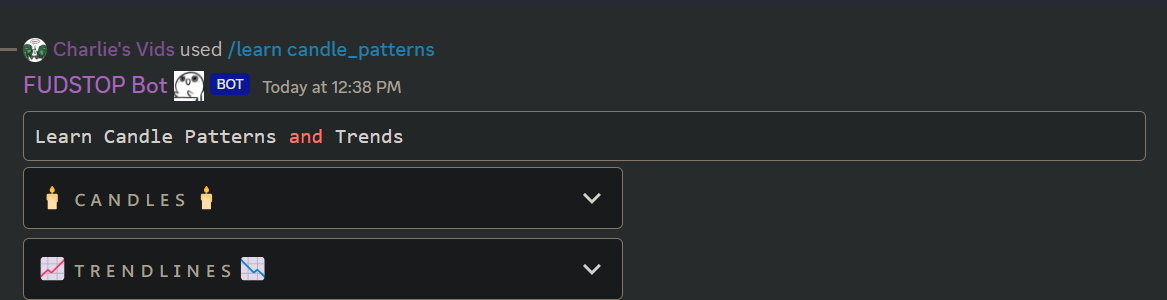 Charlie's Vids used /learn candle_patterns
FUDSTOP Bot BOT Today at 12:38 PM
Learn Candle Patterns and Trends
🕯️ C A N D L E S 🕯️
📈 T R E N D L I N E S 📉